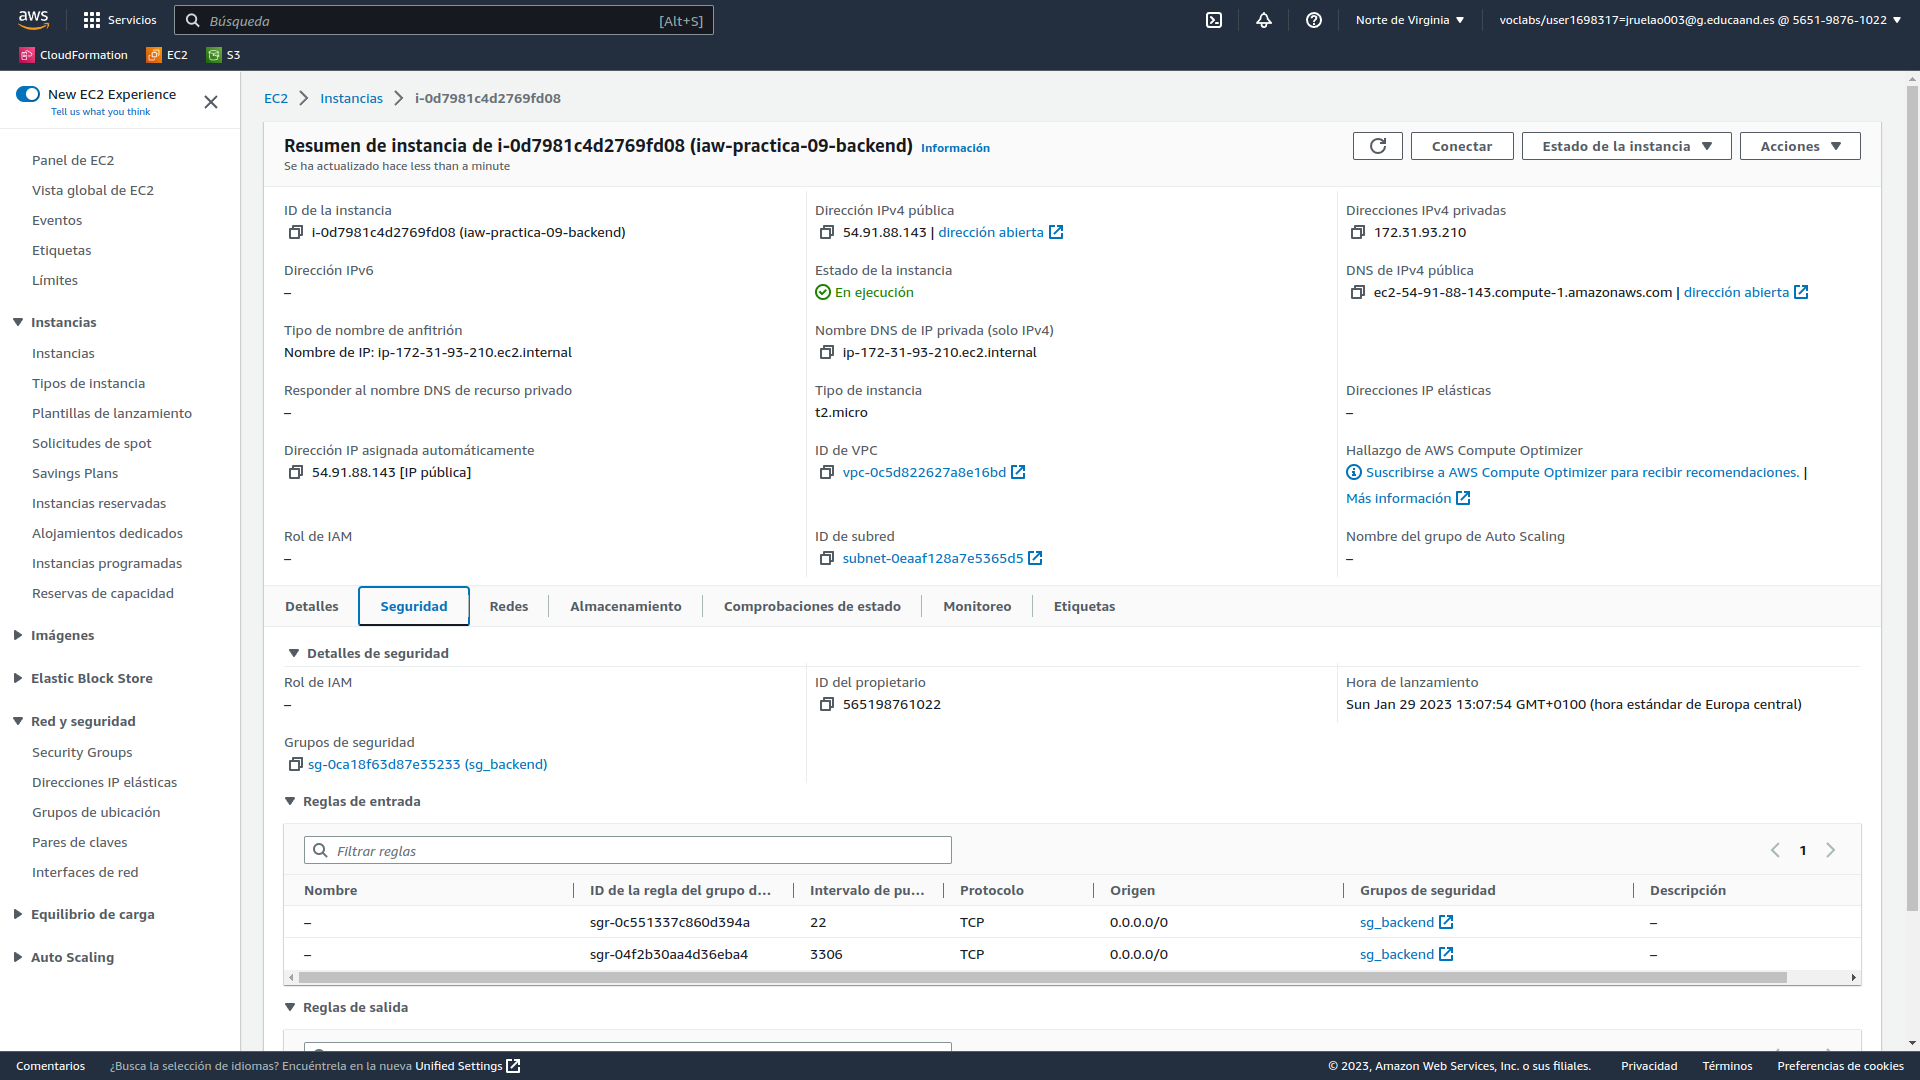 aws Servicios Búsqueda [Alt+S] Norte de Virginia voclabs/user1698317=jruelao003@g.educaand.es @ 5651-9876-1022
CloudFormation EC2 S3
New EC2 Experience
Tell us what you think
Panel de EC2
Vista global de EC2
Eventos
Etiquetas
Límites
Instancias
Instancias
Tipos de instancia
Plantillas de lanzamiento
Solicitudes de spot
Savings Plans
Instancias reservadas
Alojamientos dedicados
Instancias programadas
Reservas de capacidad
Imágenes
Elastic Block Store
Red y seguridad
Security Groups
Direcciones IP elásticas
Grupos de ubicación
Pares de claves
Interfaces de red
Equilibrio de carga
Auto Scaling
EC2 Instancias i-0d7981c4d2769fd08
Resumen de instancia de i-0d7981c4d2769fd08 (iaw-practica-09-backend) Información
Se ha actualizado hace less than a minute
Conectar Estado de la instancia Acciones
ID de la instancia
i-0d7981c4d2769fd08 (iaw-practica-09-backend)
Dirección IPv4 pública
54.91.88.143 | dirección abierta
Direcciones IPv4 privadas
172.31.93.210
Dirección IPv6
–
Estado de la instancia
En ejecución
DNS de IPv4 pública
ec2-54-91-88-143.compute-1.amazonaws.com | dirección abierta
Tipo de nombre de anfitrión
Nombre de IP: ip-172-31-93-210.ec2.internal
Nombre DNS de IP privada (solo IPv4)
ip-172-31-93-210.ec2.internal
Responder al nombre DNS de recurso privado
–
Tipo de instancia
t2.micro
Direcciones IP elásticas
–
Dirección IP asignada automáticamente
54.91.88.143 [IP pública]
ID de VPC
vpc-0c5d822627a8e16bd
Hallazgo de AWS Compute Optimizer
Suscribirse a AWS Compute Optimizer para recibir recomendaciones. |
Más información
Rol de IAM
–
ID de subred
subnet-0eaaf128a7e5365d5
Nombre del grupo de Auto Scaling
–
Detalles Seguridad Redes Almacenamiento Comprobaciones de estado Monitoreo Etiquetas
Detalles de seguridad
Rol de IAM
–
ID del propietario
565198761022
Hora de lanzamiento
Sun Jan 29 2023 13:07:54 GMT+0100 (hora estándar de Europa central)
Grupos de seguridad
sg-0ca18f63d87e35233 (sg_backend)
Reglas de entrada
Filtrar reglas 1
Nombre ID de la regla del grupo d... Intervalo de pu... Protocolo Origen Grupos de seguridad Descripción
– sgr-0c551337c860d394a 22 TCP 0.0.0.0/0 sg_backend –
– sgr-04f2b30aa4d36eba4 3306 TCP 0.0.0.0/0 sg_backend –
Reglas de salida
Comentarios ¿Busca la selección de idiomas? Encuéntrela en la nueva Unified Settings © 2023, Amazon Web Services, Inc. o sus filiales. Privacidad Términos Preferencias de cookies